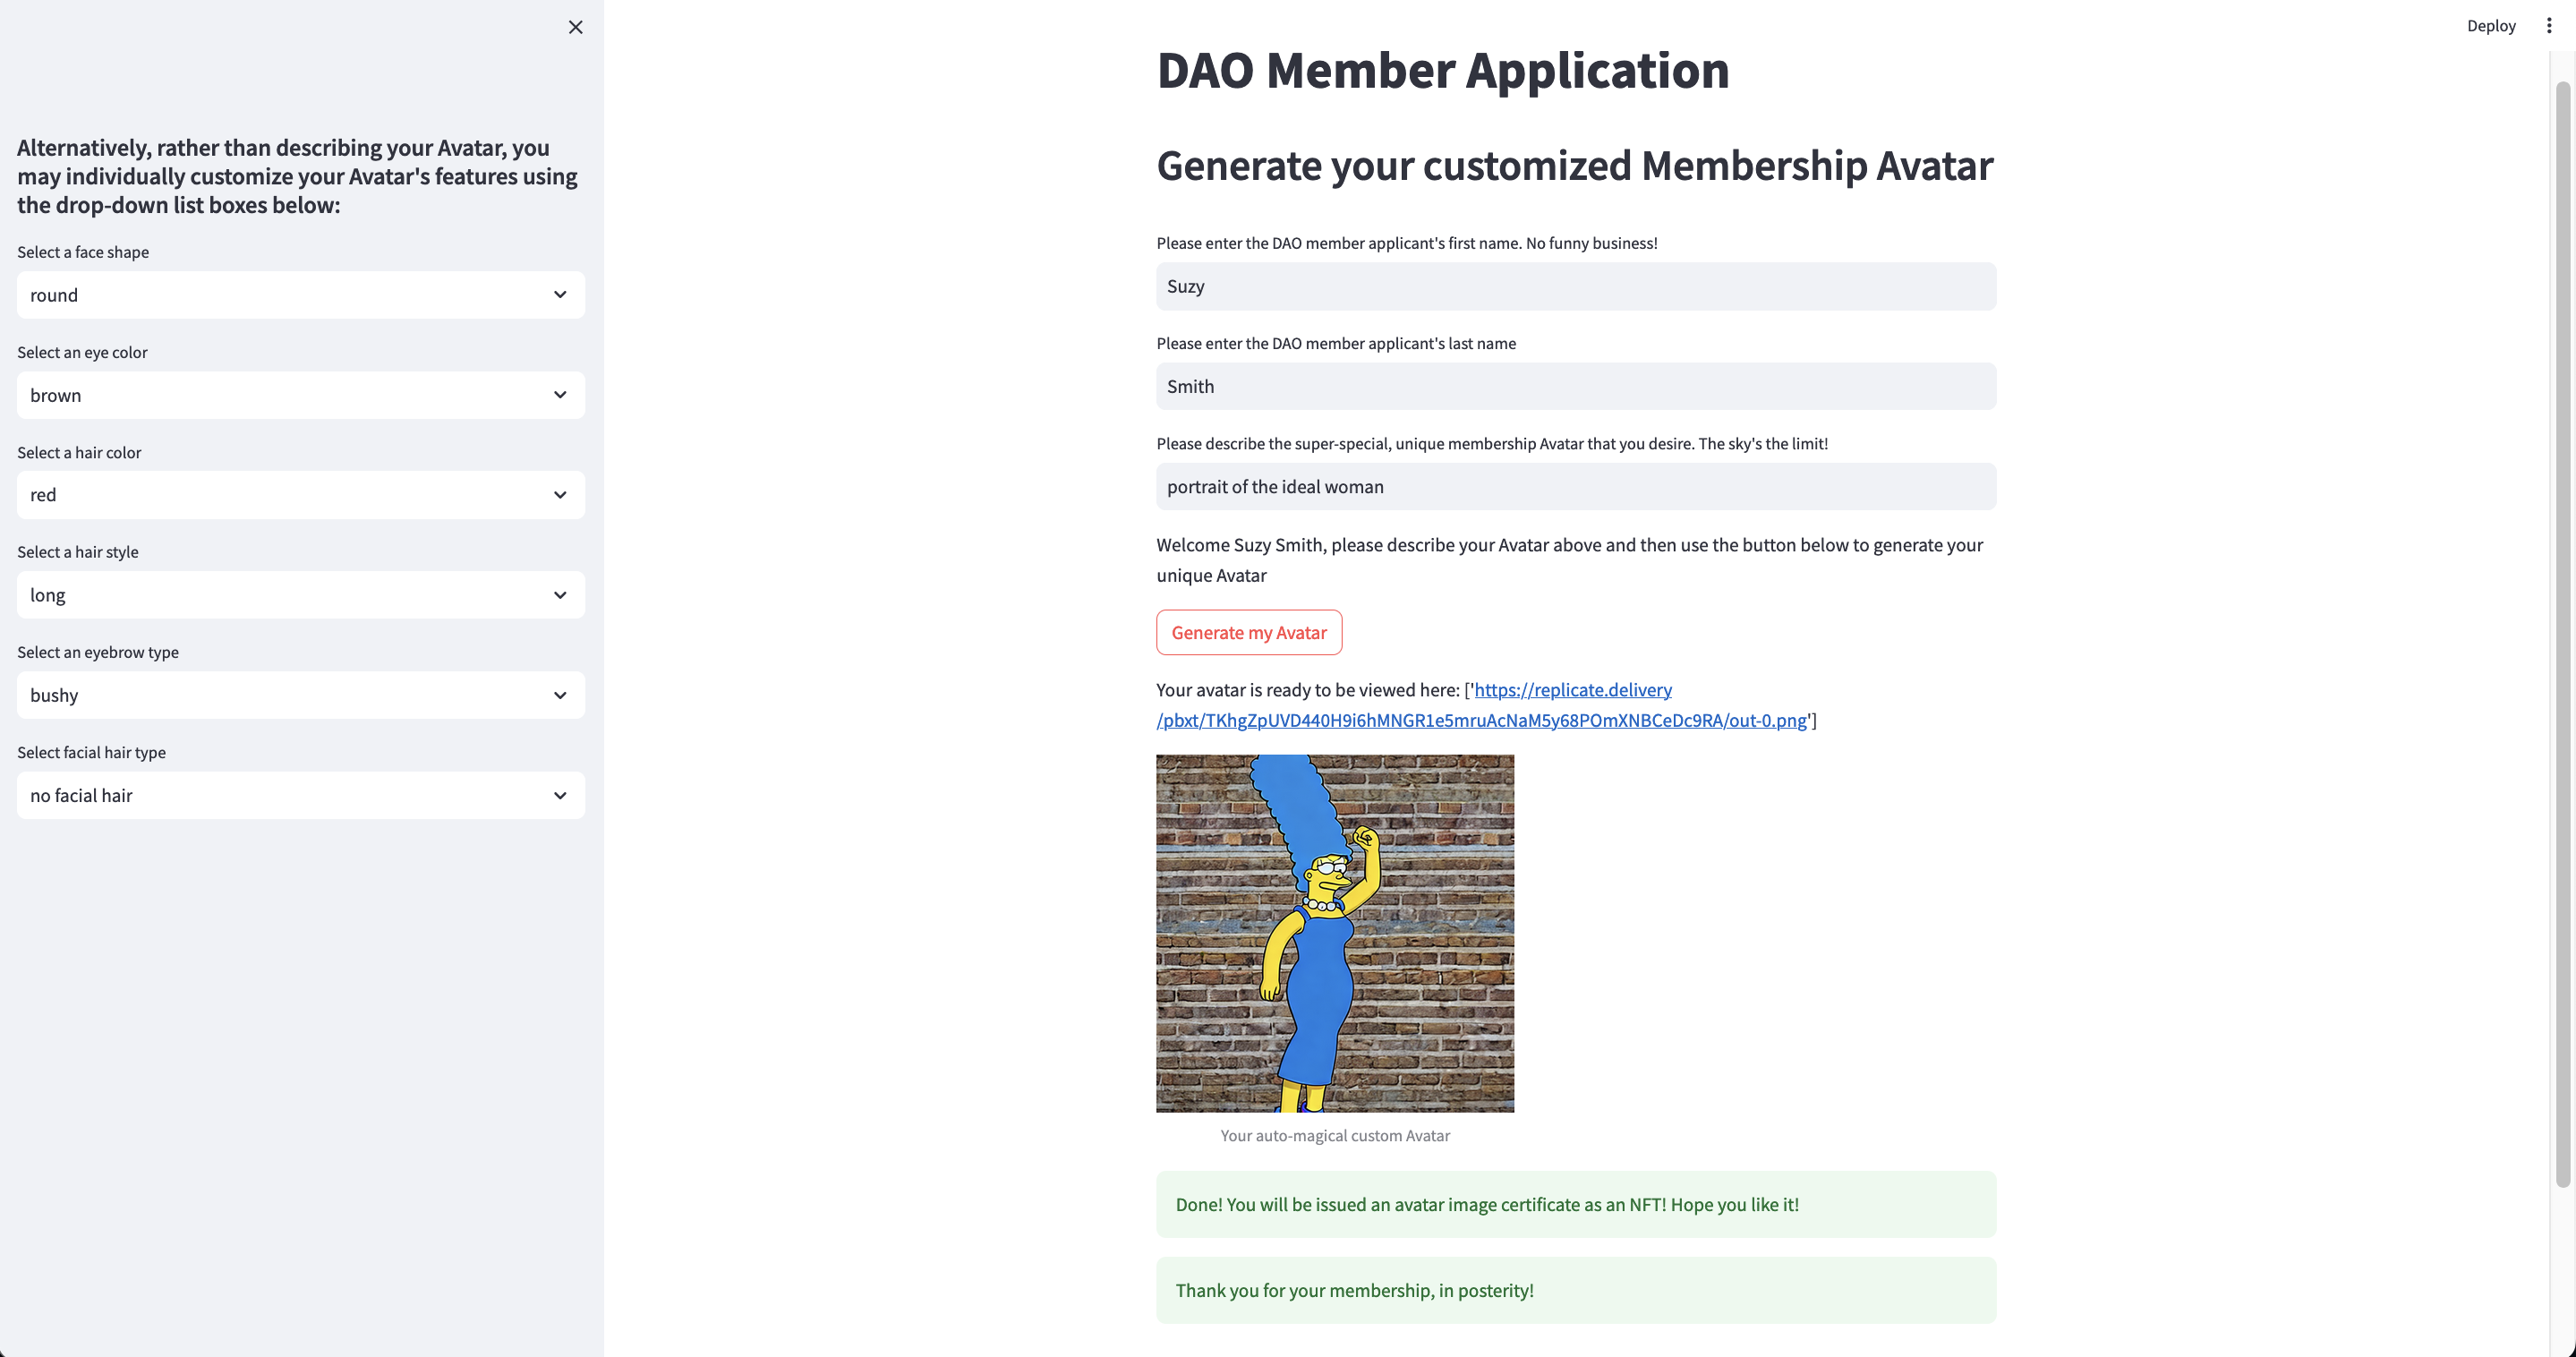 Alternatively, rather than describing your Avatar, you
may individually customize your Avatar's features using
the drop-down list boxes below:
Select a face shape
round
Select an eye color
brown
Select a hair color
red
Select a hair style
long
Select an eyebrow type
bushy
Select facial hair type
no facial hair
Deploy
DAO Member Application
Generate your customized Membership Avatar
Please enter the DAO member applicant's first name. No funny business!
Suzy
Please enter the DAO member applicant's last name
Smith
Please describe the super-special, unique membership Avatar that you desire. The sky's the limit!
portrait of the ideal woman
Welcome Suzy Smith, please describe your Avatar above and then use the button below to generate your
unique Avatar
Generate my Avatar
Your avatar is ready to be viewed here: ['https://replicate.delivery
/pbxt/TKhgZpUVD440H9i6hMNGR1e5mruAcNaM5y68POmXNBCeDc9RA/out-0.png']
Your auto-magical custom Avatar
Done! You will be issued an avatar image certificate as an NFT! Hope you like it!
Thank you for your membership, in posterity!